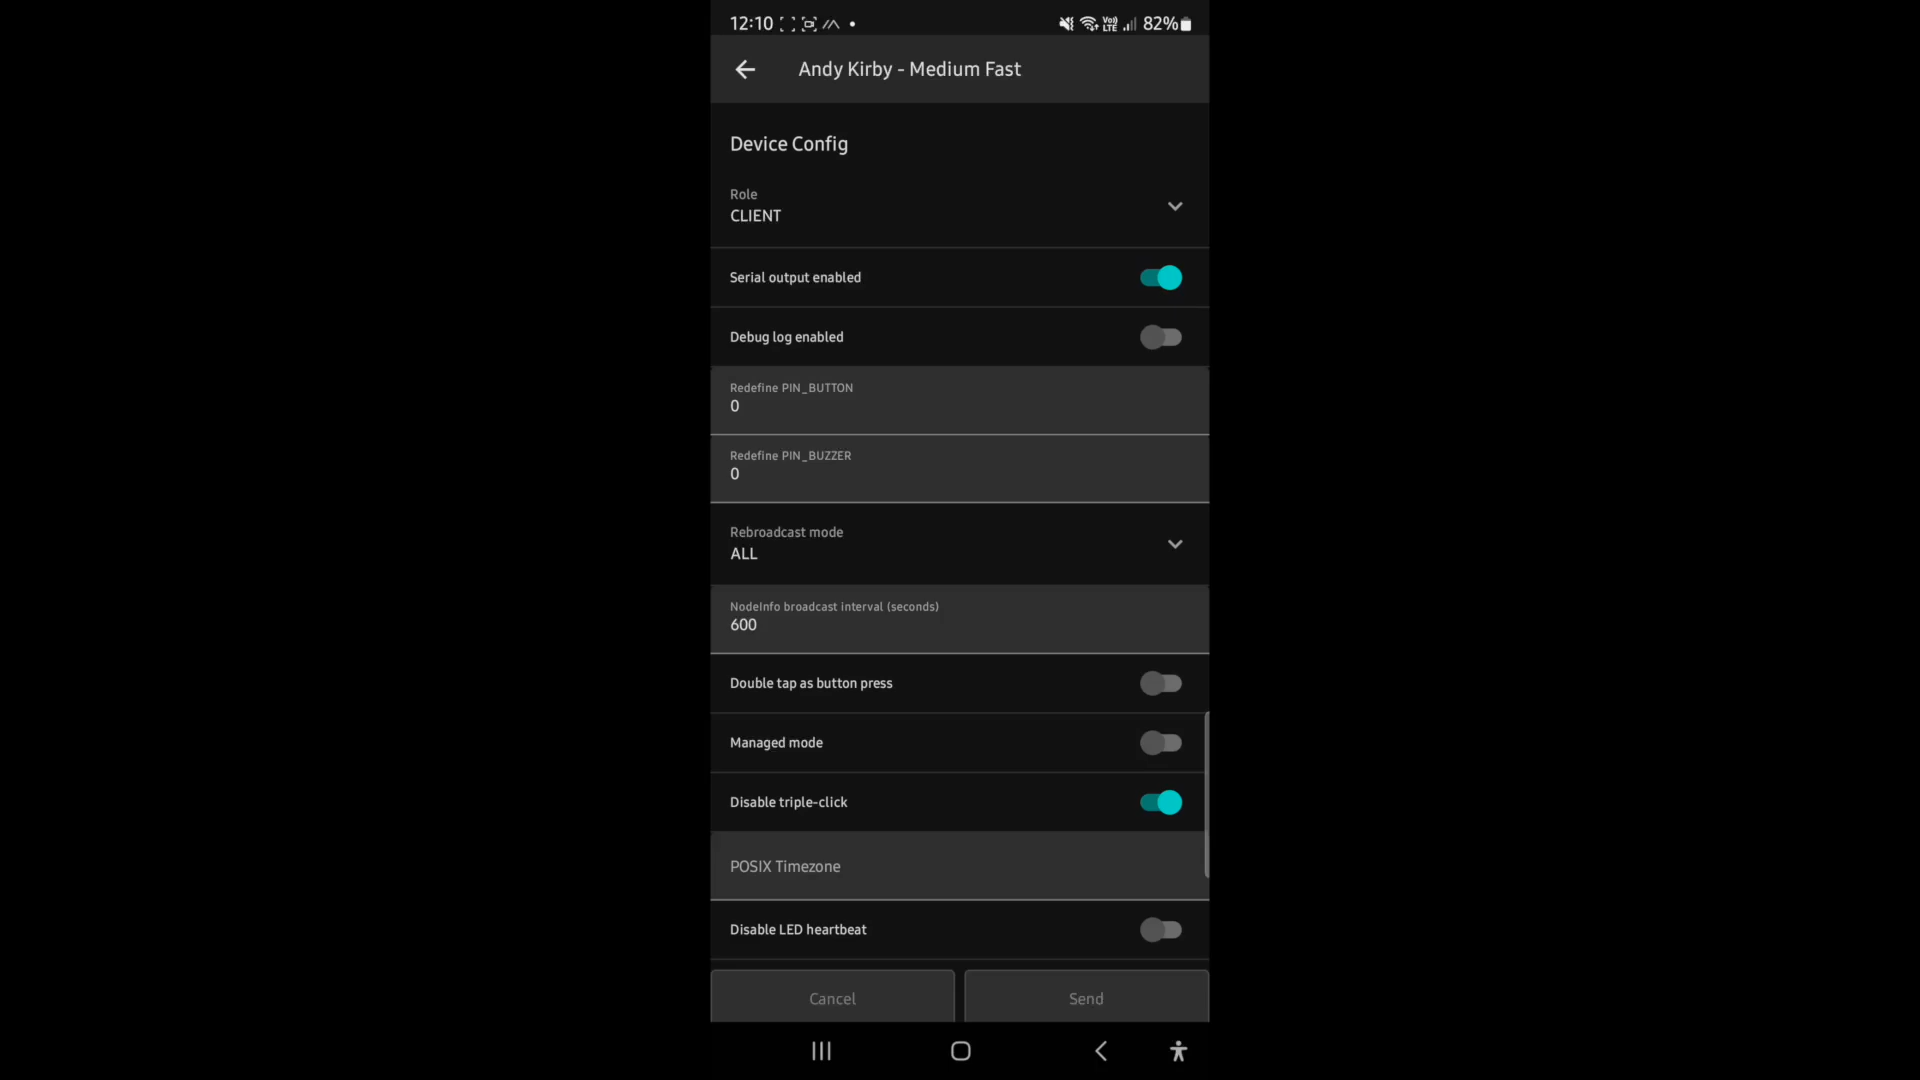 12:10
Vo)) LTE
82%
Andy Kirby - Medium Fast
Device Config
Role
CLIENT
Serial output enabled
Debug log enabled
Redefine PIN_BUTTON
0
Redefine PIN_BUZZER
0
Rebroadcast mode
ALL
NodeInfo broadcast interval (seconds)
600
Double tap as button press
Managed mode
Disable triple-click
POSIX Timezone
Disable LED heartbeat
Cancel
Send